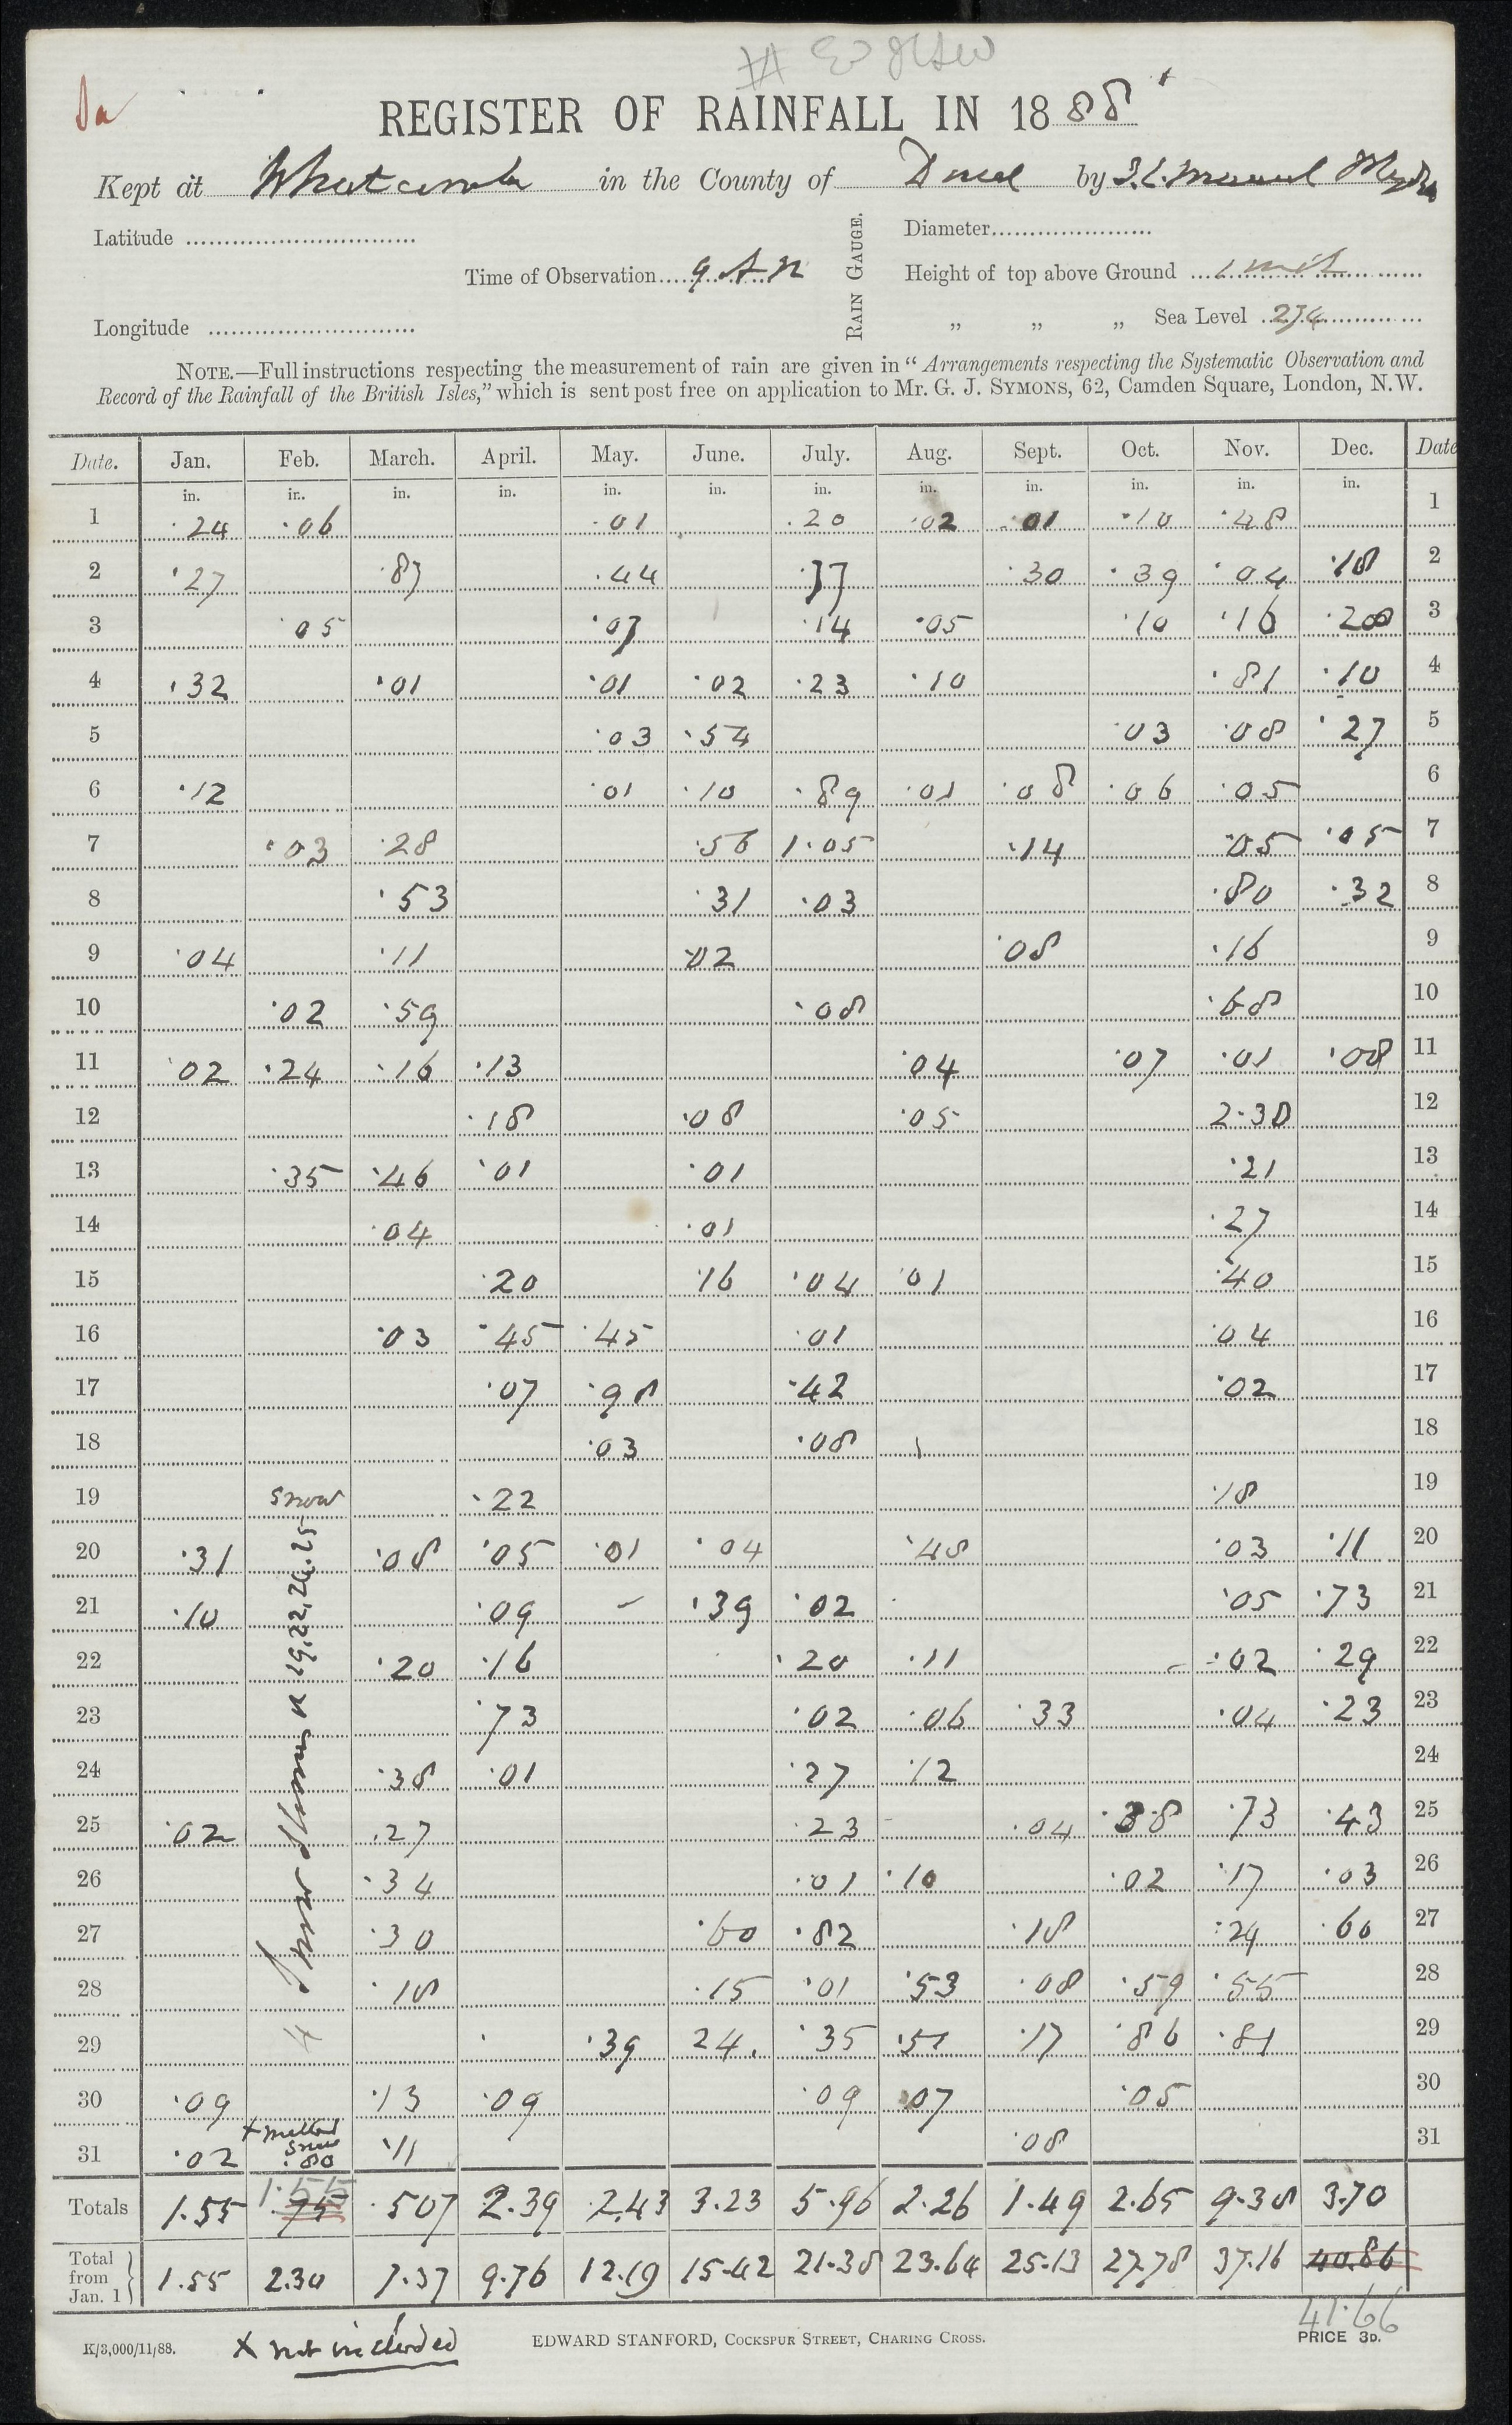 Da
REGISTER OF RAINFALL IN 1888
Kept at Whatcombe in the County of Dorset by
Latitude
Time of Observation 9 A M
Longitude
RAIN GAUGE.
Diameter
Height of top above Ground
„ „ „ Sea Level 274
NOTE.—Full instructions respecting the measurement of rain are given in “Arrangements respecting the Systematic Observation and
Record of the Rainfall of the British Isles,” which is sent post free on application to Mr. G. J. SYMONS, 62, Camden Square, London, N.W.
Date. Jan. Feb. March. April. May. June. July. Aug. Sept. Oct. Nov. Dec. Date
in. in. in. in. in. in. in. in. in. in. in. in.
1 .24 .06 .01 .20 .02 .01 .10 .48 1
2 .27 .87 .44 .37 .30 .39 .04 .18 2
3 .05 .07 .14 .05 .10 .16 .20 3
4 .32 .01 .01 .02 .23 .10 .81 .10 4
5 .03 .54 .03 .08 .27 5
6 .12 .01 .10 .89 .01 .08 .06 .05 6
7 .03 .28 .56 1.05 .14 .05 .05 7
8 .53 .31 .03 .80 .32 8
9 .04 .11 .02 .08 .16 9
10 .02 .59 .08 .68 10
11 .02 .24 .16 .13 .04 .07 .01 .08 11
12 .18 .08 .05 2.30 12
13 .35 .46 .01 .01 .21 13
14 .04 .01 .27 14
15 .20 .16 .04 .01 .40 15
16 .03 .45 .45 .01 .04 16
17 .07 .98 .42 .02 17
18 .03 .08 18
19 snow .22 .18 19
20 .31 .08 .05 .01 .04 .48 .03 .11 20
21 .10 .09 - .39 .02 .05 .73 21
22 .20 .16 .20 .11 .02 .29 22
23 .73 .02 .06 .33 .04 .23 23
24 .38 .01 .27 .12 24
25 .02 .27 .23 .04 .38 .73 .43 25
26 .34 .01 .10 .02 .17 .03 26
27 .30 .60 .82 .18 .24 .60 27
28 .18 .15 .01 .53 .08 .59 .55 28
29 .39 24. .35 .51 .17 .86 .81 29
30 .09 .13 .09 .09 .07 .05 30
31 .02 .11 .08 31
4 Snow Storms 19, 22, 24, 25
x melted
snow
.80
1.55
Totals 1.55 .75 .507 2.39 2.43 3.23 5.96 2.26 1.49 2.65 9.38 3.70
Total from Jan. 1 1.55 2.30 7.37 9.76 12.19 15.42 21.38 23.64 25.13 27.78 37.16 40.86
41.66
K/3,000/11/88.
x not included
EDWARD STANFORD, COCKSPUR STREET, CHARING CROSS.
PRICE 3D.